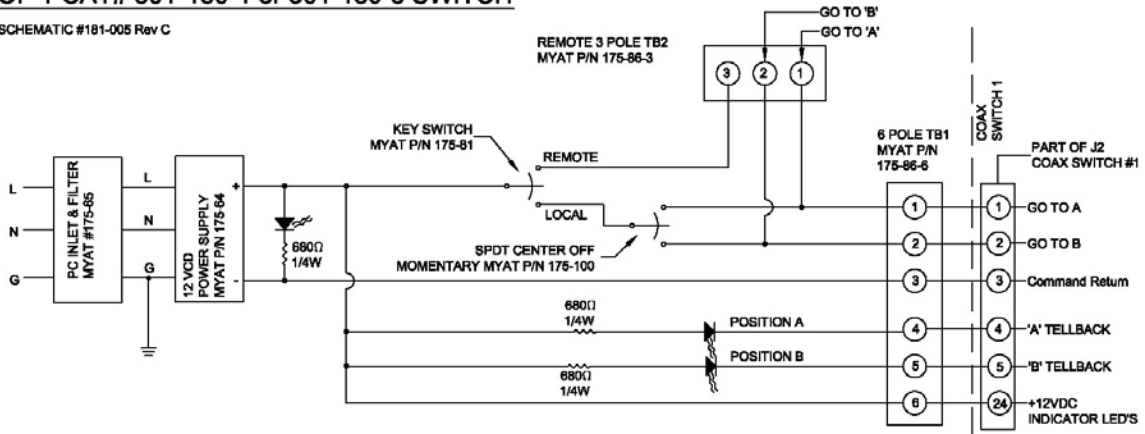 SCHEMATIC #181-005 Rev C
GO TO 'B'
GO TO 'A'
REMOTE 3 POLE TB2
MYAT P/N 175-86-3
3
2
1
COAX
SWITCH 1
KEY SWITCH
MYAT P/N 175-81
REMOTE
LOCAL
6 POLE TB1
MYAT P/N
175-86-6
PART OF J2
COAX SWITCH #1
L
N
G
PC INLET & FILTER
MYAT #175-65
L
N
G
12 VCD
POWER SUPPLY
MYAT P/N 175-64
+
-
680Ω
1/4W
SPDT CENTER OFF
MOMENTARY MYAT P/N 175-100
1
1
GO TO A
2
2
GO TO B
3
3
Command Return
680Ω
1/4W
POSITION A
4
4
'A' TELLBACK
POSITION B
680Ω
1/4W
5
5
'B' TELLBACK
6
24
+12VDC
INDICATOR LED'S